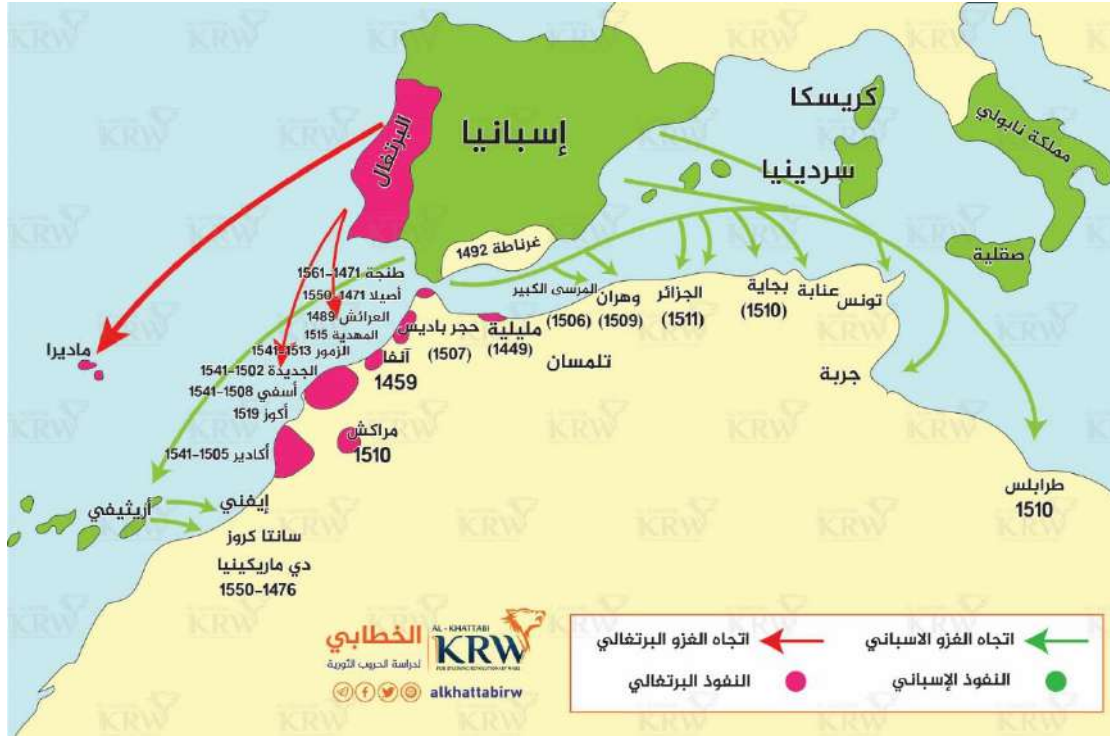 كريسكا
مملكة نابولي
إسبانيا
البرتغال
سردينيا
صقلية
غرناطة 1492
طنجة 1471-1561
أصيلا 1471-1550
العرائش 1489
المهدية 1515
الزمور 1513-1541
الجديدة 1502-1541
أسفي 1508-1541
أكوز 1519
أكادير 1505-1541
ماديرا
آنفا
1459
حجر باديس
(1507)
مليلية
(1449)
المرسى الكبير
(1506)
وهران
(1509)
الجزائر
(1511)
بجاية
(1510)
عنابة
تونس
تلمسان
جربة
مراكش
1510
طرابلس
1510
أريثيفي
إيفني
سانتا كروز
دي ماريكينيا
1476-1550
الخطابي
لدراسة الحروب الثورية
AL - KHATTABI
KRW
FOR STUDYING REVOLUTIONARY WARS
alkhattabirw
اتجاه الغزو الاسباني
اتجاه الغزو البرتغالي
النفوذ الإسباني
النفوذ البرتغالي